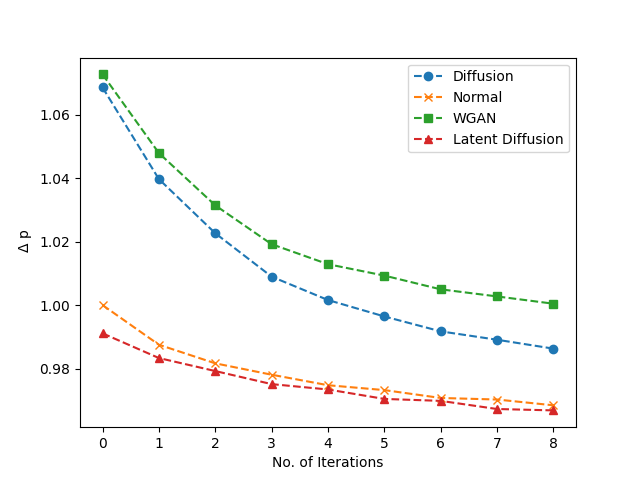 Diffusion
Normal
WGAN
Latent Diffusion
1.06
1.04
1.02
1.00
0.98
Δ p
0 1 2 3 4 5 6 7 8
No. of Iterations